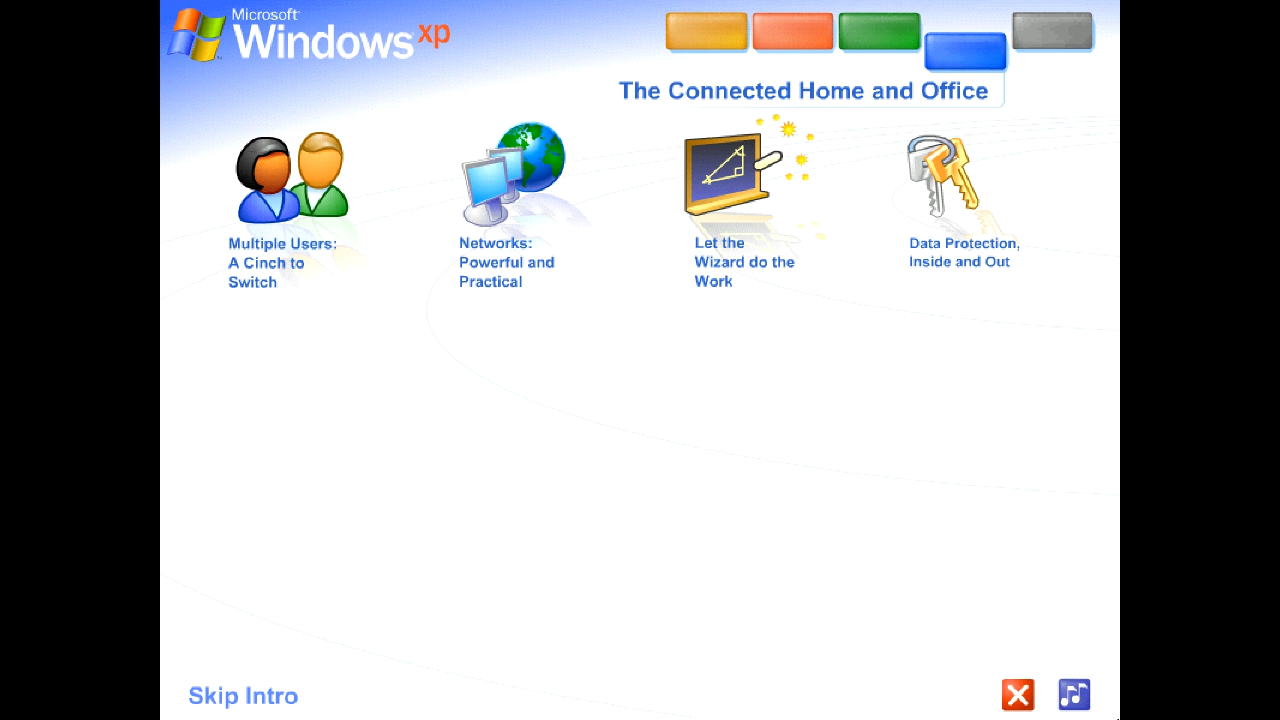 Microsoft
Windows xp
The Connected Home and Office
Multiple Users:
A Cinch to
Switch
Networks:
Powerful and
Practical
Let the
Wizard do the
Work
Data Protection,
Inside and Out
Skip Intro